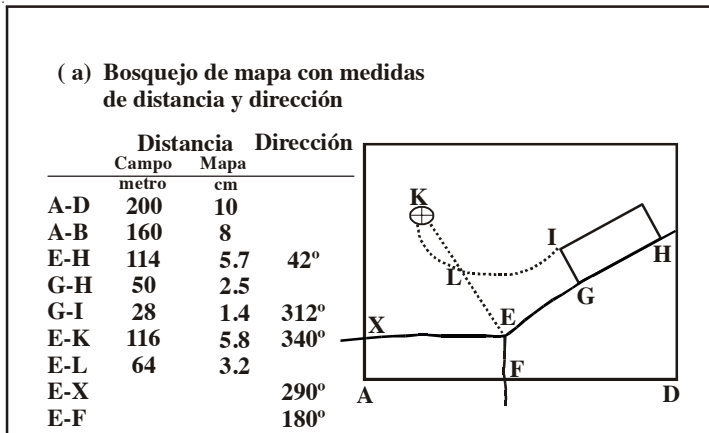 ( a) Bosquejo de mapa con medidas
de distancia y dirección
Distancia Dirección
Campo Mapa
metro cm
A-D 200 10
A-B 160 8
E-H 114 5.7 42º
G-H 50 2.5
G-I 28 1.4 312º
E-K 116 5.8 340º
E-L 64 3.2
E-X 290º
E-F 180º
K
I
H
L
G
E
X
F
A D